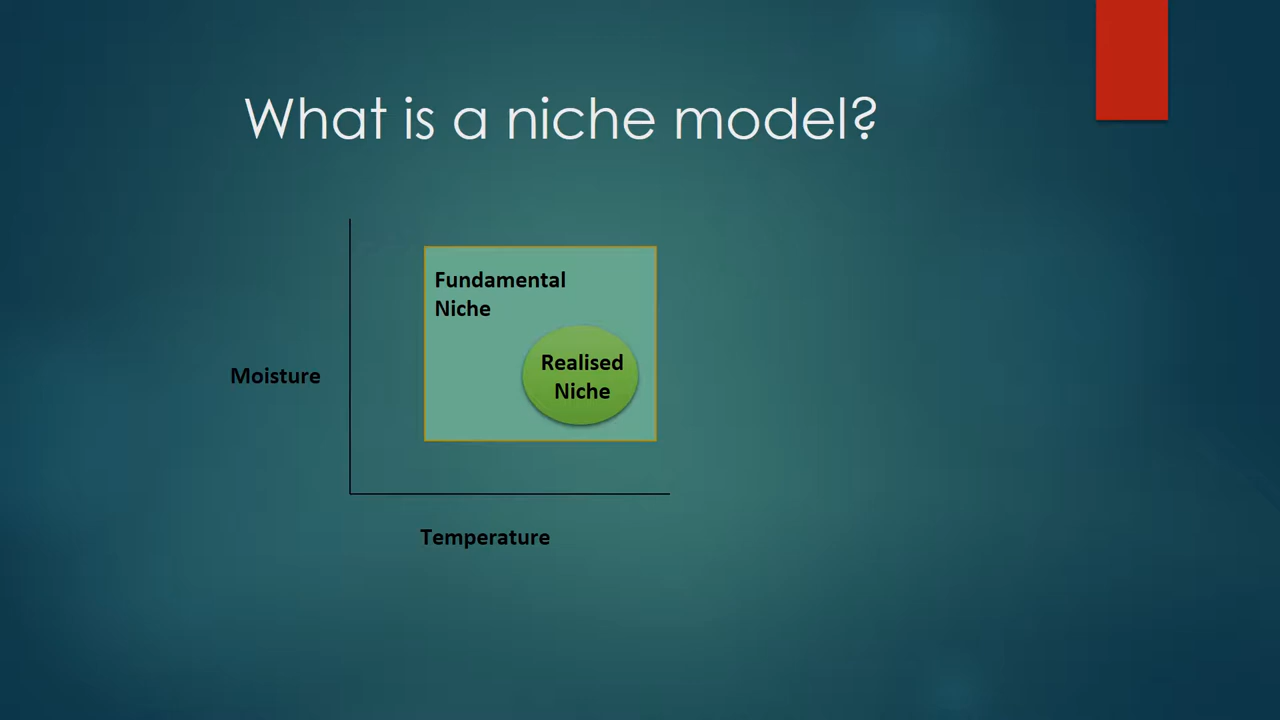 What is a niche model?
Fundamental
Niche
Realised
Niche
Moisture
Temperature